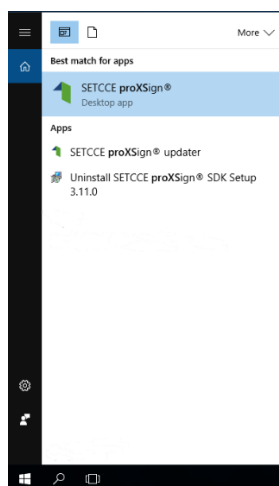 More
Best match for apps
SETCCE proXSign®
Desktop app
Apps
SETCCE proXSign® updater
Uninstall SETCCE proXSign® SDK Setup
3.11.0